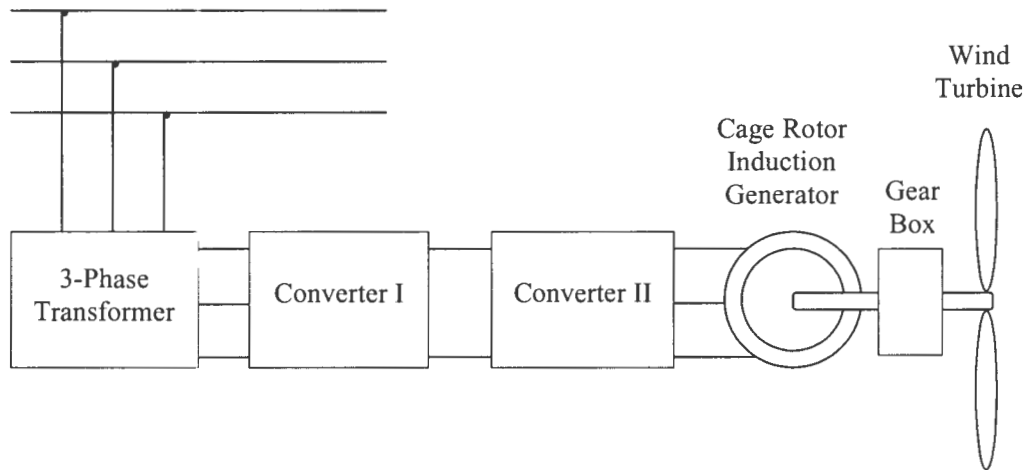 Wind
Turbine
Cage Rotor
Induction
Generator
Gear
Box
3-Phase
Transformer
Converter I
Converter II